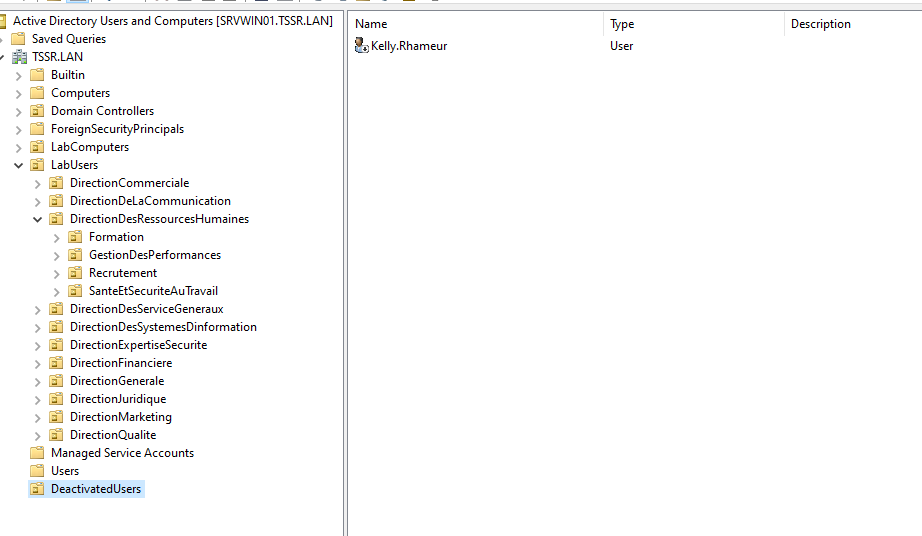 Active Directory Users and Computers [SRVWIN01.TSSR.LAN]
Saved Queries
TSSR.LAN
Builtin
Computers
Domain Controllers
ForeignSecurityPrincipals
LabComputers
LabUsers
DirectionCommerciale
DirectionDeLaCommunication
DirectionDesRessourcesHumaines
Formation
GestionDesPerformances
Recrutement
SanteEtSecuriteAuTravail
DirectionDesServiceGeneraux
DirectionDesSystemesDinformation
DirectionExpertiseSecurite
DirectionFinanciere
DirectionGenerale
DirectionJuridique
DirectionMarketing
DirectionQualite
Managed Service Accounts
Users
DeactivatedUsers
Name Type Description
Kelly.Rhameur User